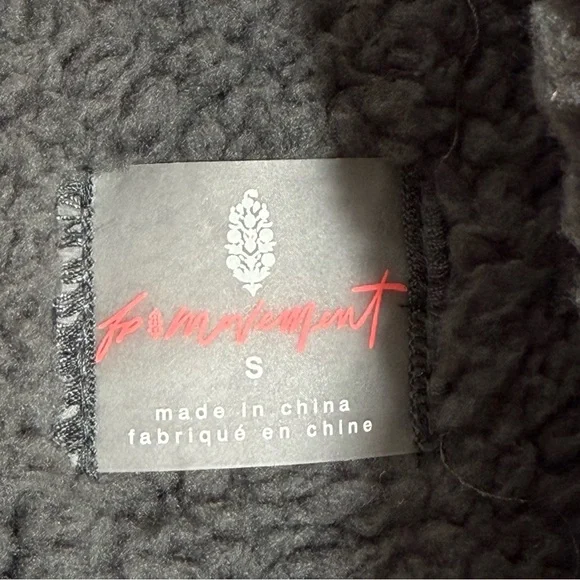 fp movement
S
made in china
fabriqué en chine